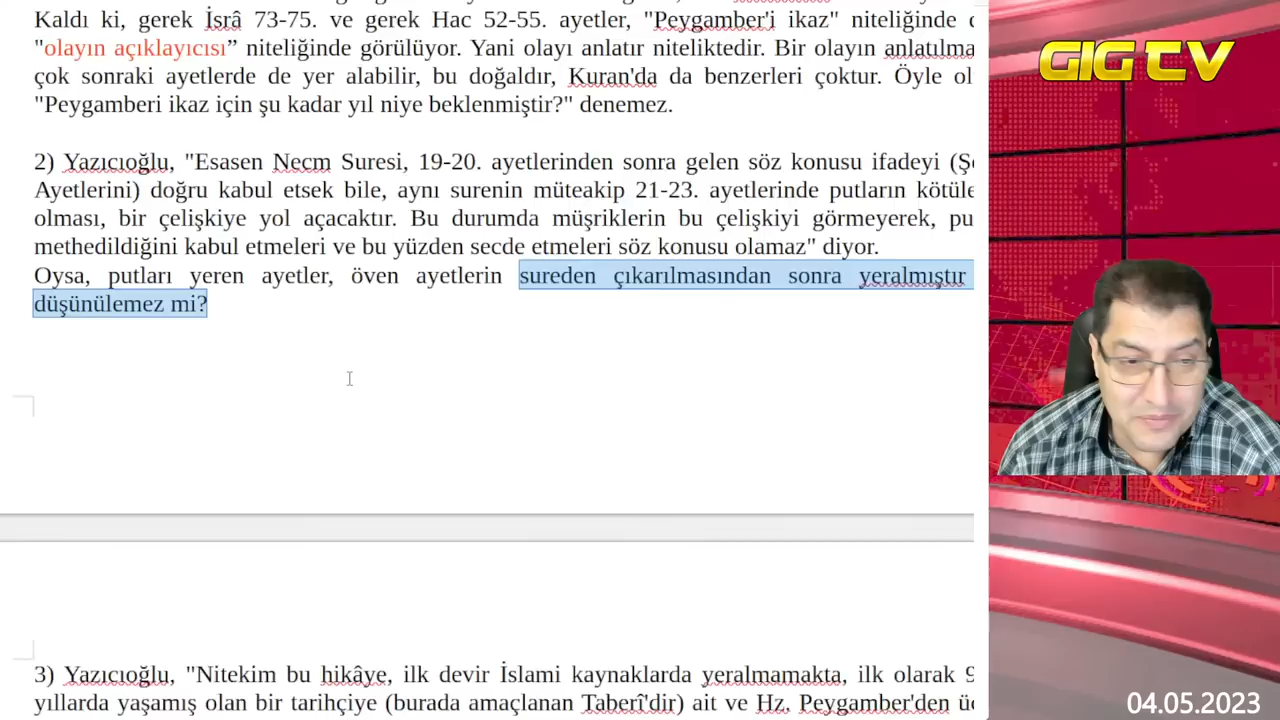 Kaldı ki, gerek İsrâ 73-75. ve gerek Hac 52-55. ayetler, "Peygamber'i ikaz" niteliğinde
"olayın açıklayıcısı” niteliğinde görülüyor. Yani olayı anlatır niteliktedir. Bir olayın anlatılma
çok sonraki ayetlerde de yer alabilir, bu doğaldır, Kuran'da da benzerleri çoktur. Öyle ol
"Peygamberi ikaz için şu kadar yıl niye beklenmiştir?" denemez.
2) Yazıcıoğlu, "Esasen Necm Suresi, 19-20. ayetlerinden sonra gelen söz konusu ifadeyi (Şe
Ayetlerini) doğru kabul etsek bile, aynı surenin müteakip 21-23. ayetlerinde putların kötüle
olması, bir çelişkiye yol açacaktır. Bu durumda müşriklerin bu çelişkiyi görmeyerek, pu
methedildiğini kabul etmeleri ve bu yüzden secde etmeleri söz konusu olamaz" diyor.
Oysa, putları yeren ayetler, öven ayetlerin sureden çıkarılmasından sonra yeralmıştır
düşünülemez mi?
3) Yazıcıoğlu, "Nitekim bu hikâye, ilk devir İslami kaynaklarda yeralmamakta, ilk olarak 9
yıllarda yaşamış olan bir tarihçiye (burada amaçlanan Taberî'dir) ait ve Hz. Peygamber'den üç
GIG TV
04.05.2023